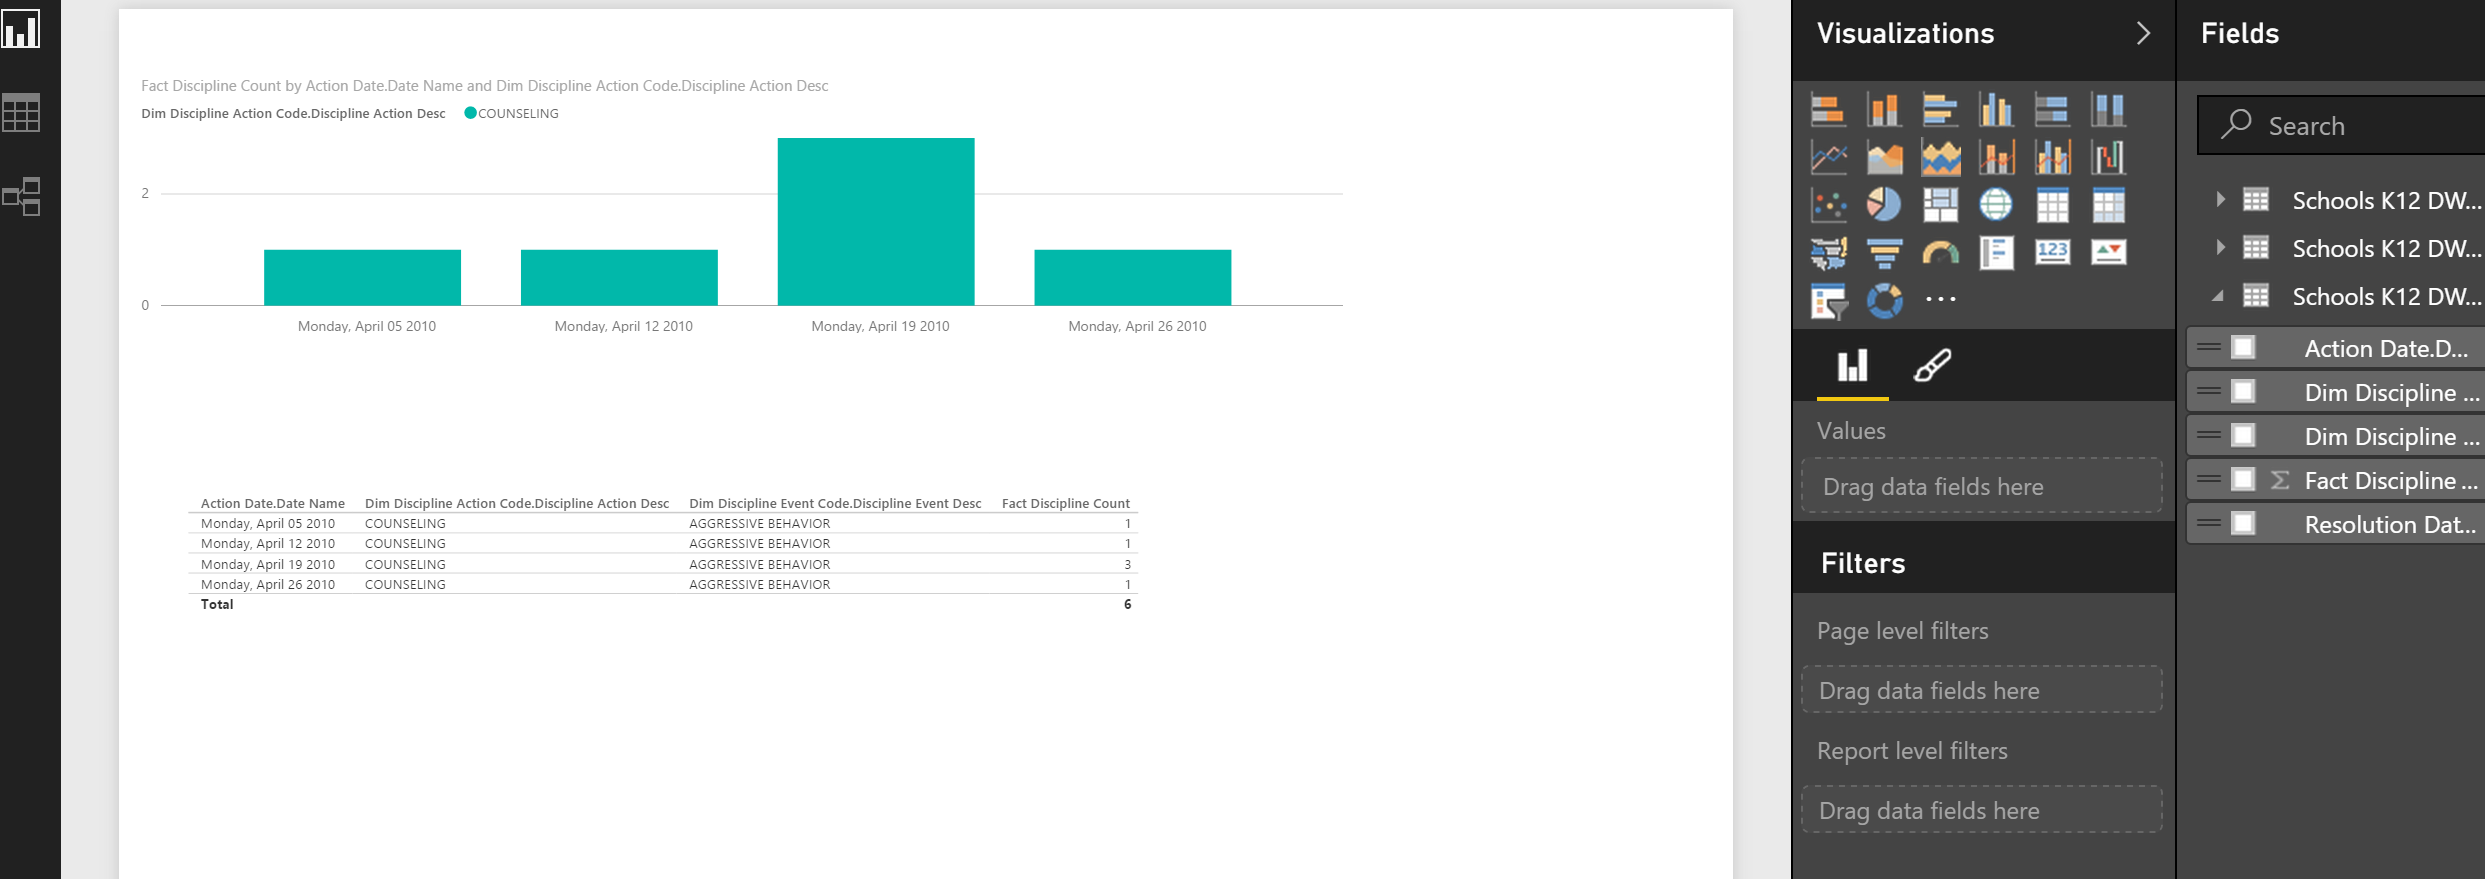 Fact Discipline Count by Action Date.Date Name and Dim Discipline Action Code.Discipline Action Desc
Dim Discipline Action Code.Discipline Action Desc COUNSELING
2
0
Monday, April 05 2010 Monday, April 12 2010 Monday, April 19 2010 Monday, April 26 2010
Action Date.Date Name Dim Discipline Action Code.Discipline Action Desc Dim Discipline Event Code.Discipline Event Desc Fact Discipline Count
Monday, April 05 2010 COUNSELING AGGRESSIVE BEHAVIOR 1
Monday, April 12 2010 COUNSELING AGGRESSIVE BEHAVIOR 1
Monday, April 19 2010 COUNSELING AGGRESSIVE BEHAVIOR 3
Monday, April 26 2010 COUNSELING AGGRESSIVE BEHAVIOR 1
Total 6
Visualizations
123
Values
Drag data fields here
Filters
Page level filters
Drag data fields here
Report level filters
Drag data fields here
Fields
Search
Schools K12 DW...
Schools K12 DW...
Schools K12 DW...
Action Date.D...
Dim Discipline ...
Dim Discipline ...
Σ Fact Discipline ...
Resolution Dat...